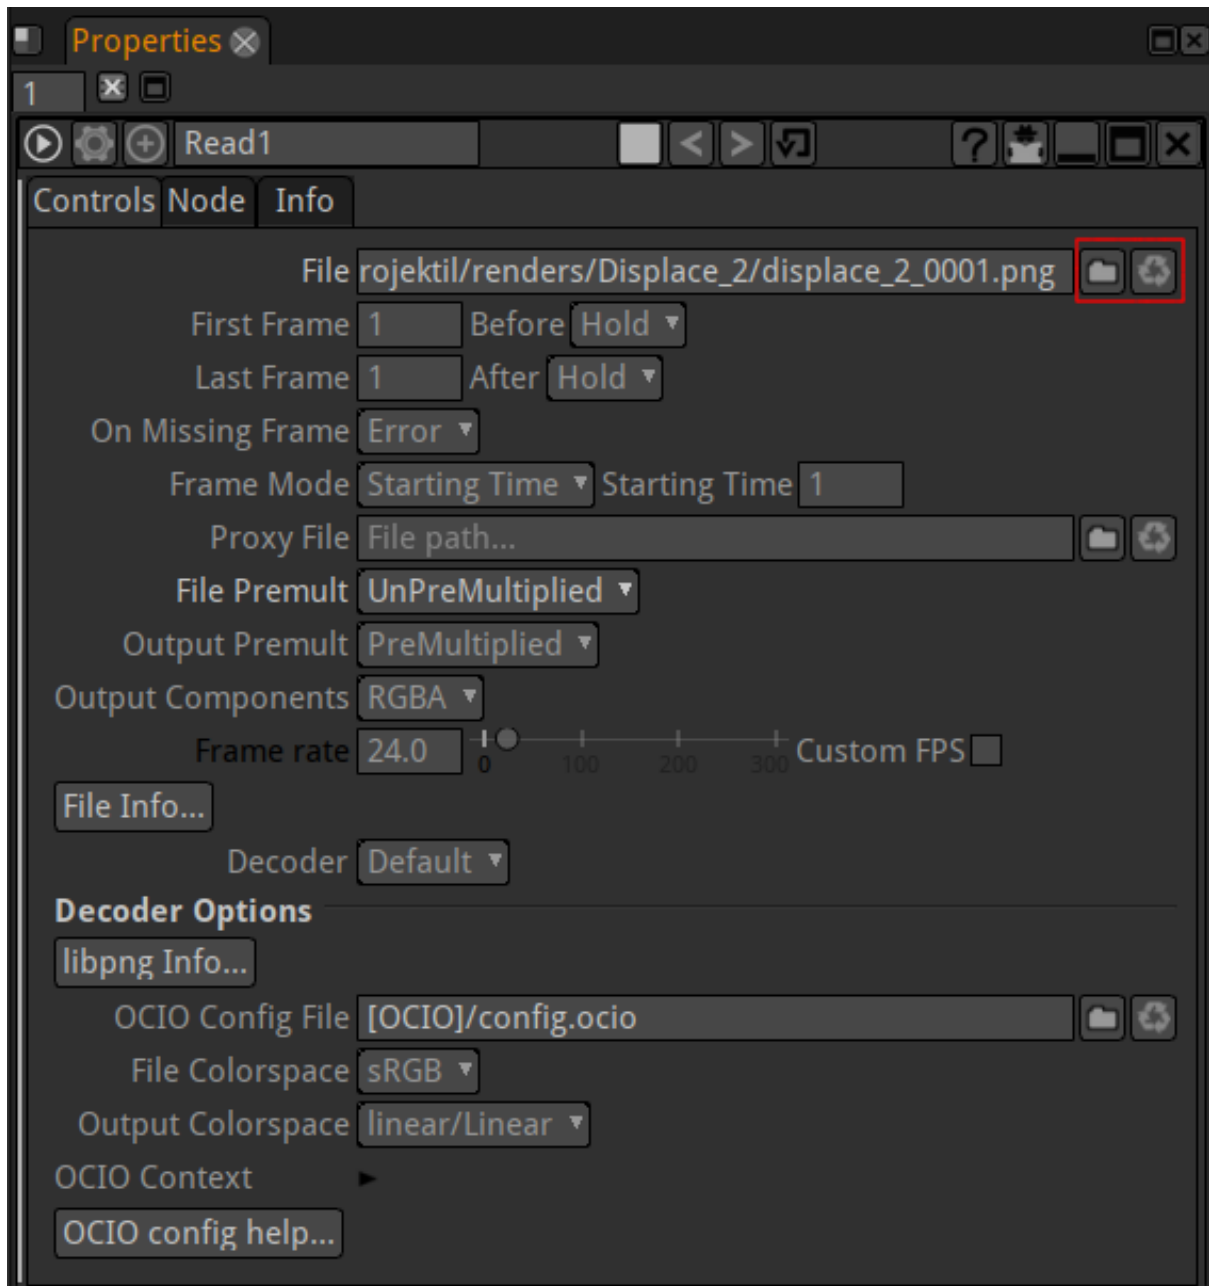 Properties
1
Read1 < > ?
Controls Node Info
File rojektil/renders/Displace_2/displace_2_0001.png
First Frame 1 Before Hold
Last Frame 1 After Hold
On Missing Frame Error
Frame Mode Starting Time Starting Time 1
Proxy File File path...
File Premult UnPreMultiplied
Output Premult PreMultiplied
Output Components RGBA
Frame rate 24.0 0 100 200 300 Custom FPS
File Info...
Decoder Default
Decoder Options
libpng Info...
OCIO Config File [OCIO]/config.ocio
File Colorspace sRGB
Output Colorspace linear/Linear
OCIO Context
OCIO config help...